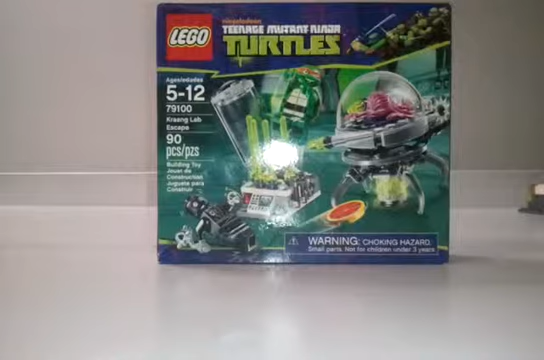 LEGO
nickelodeon
TEENAGE MUTANT NINJA
TURTLES
Ages/edades
5-12
79100
Kraang Lab
Escape
90
pcs/pzs
Building Toy
Jouet de
Construction
Juguete para
Construir
WARNING: CHOKING HAZARD.
Small parts. Not for children under 3 years